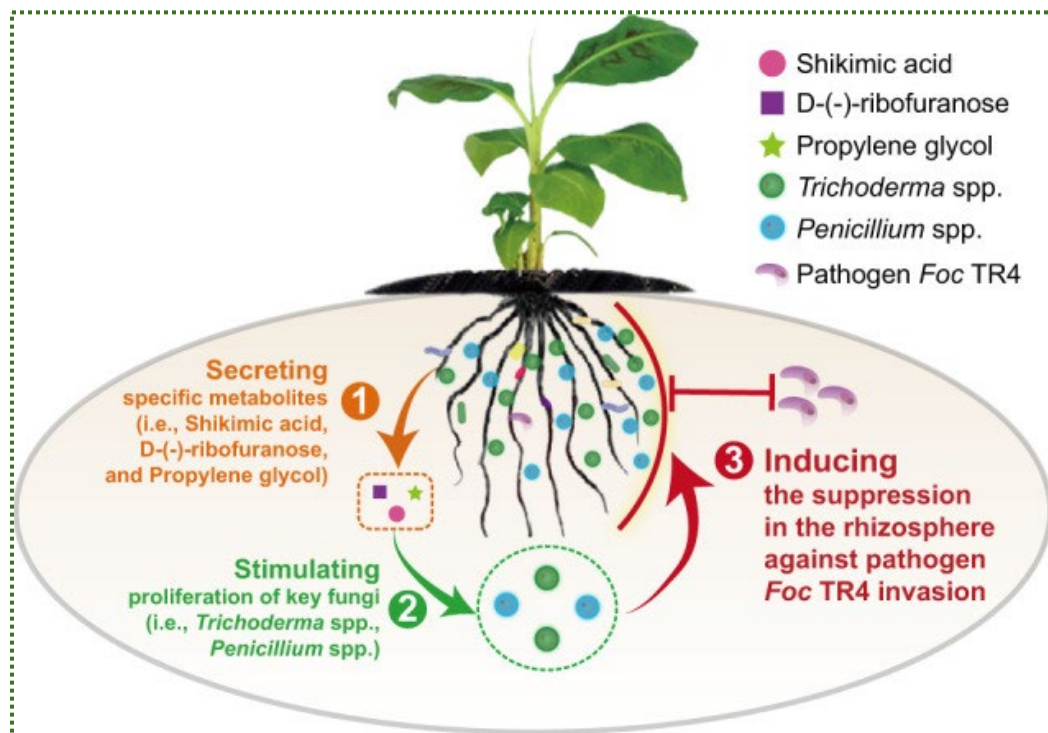 Shikimic acid
D-(-)-ribofuranose
Propylene glycol
Trichoderma spp.
Penicillium spp.
Pathogen Foc TR4
1
Secreting
specific metabolites
(i.e., Shikimic acid,
D-(-)-ribofuranose,
and Propylene glycol)
2
Stimulating
proliferation of key fungi
(i.e., Trichoderma spp.,
Penicillium spp.)
3 Inducing
the suppression
in the rhizosphere
against pathogen
Foc TR4 invasion